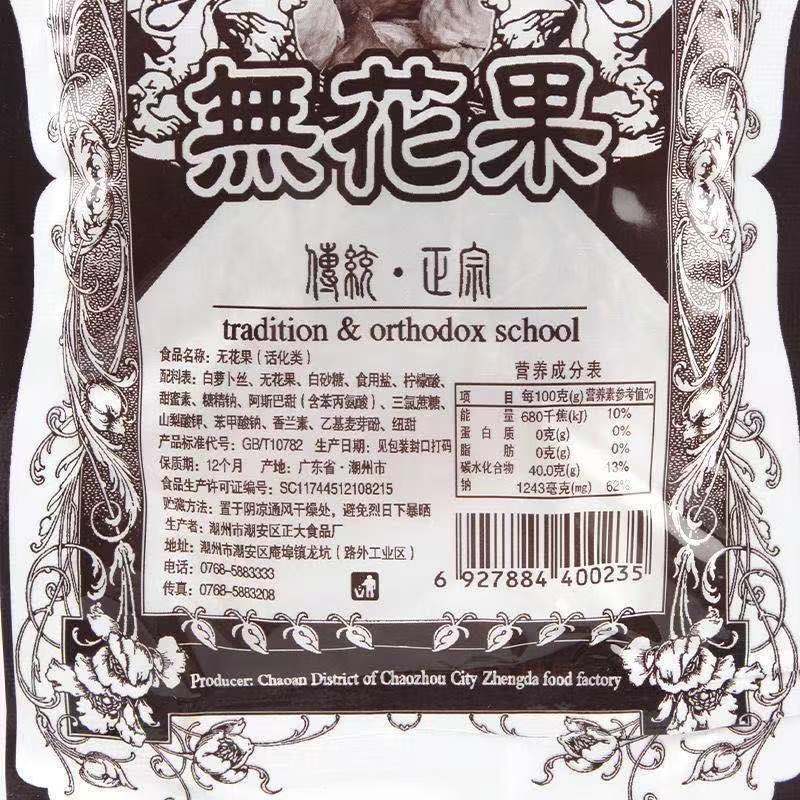 無花果
傳統·正宗
tradition & orthodox school
食品名称：无花果（话化类）
配料表：白萝卜丝、无花果、白砂糖、食用盐、柠檬酸、
甜蜜素、糖精钠、阿斯巴甜（含苯丙氨酸）、三氯蔗糖、
山梨酸钾、苯甲酸钠、香兰素、乙基麦芽酚、纽甜
产品标准代号：GB/T10782 生产日期：见包装封口打码
保质期：12个月 产地：广东省·潮州市
食品生产许可证编号：SC11744512108215
贮藏方法：置于阴凉通风干燥处，避免烈日下暴晒
生产者：潮州市潮安区正大食品厂
地址：潮州市潮安区庵埠镇龙坑（路外工业区）
电话：0768-5883333
传真：0768-5883208
营养成分表
项 目 每100克(g) 营养素参考值%
能 量 680千焦(kJ) 10%
蛋 白 质 0克(g) 0%
脂 肪 0克(g) 0%
碳水化合物 40.0克(g) 13%
钠 1243毫克(mg) 62%
6 927884 400235
Producer: Chaoan District of Chaozhou City Zhengda food factory